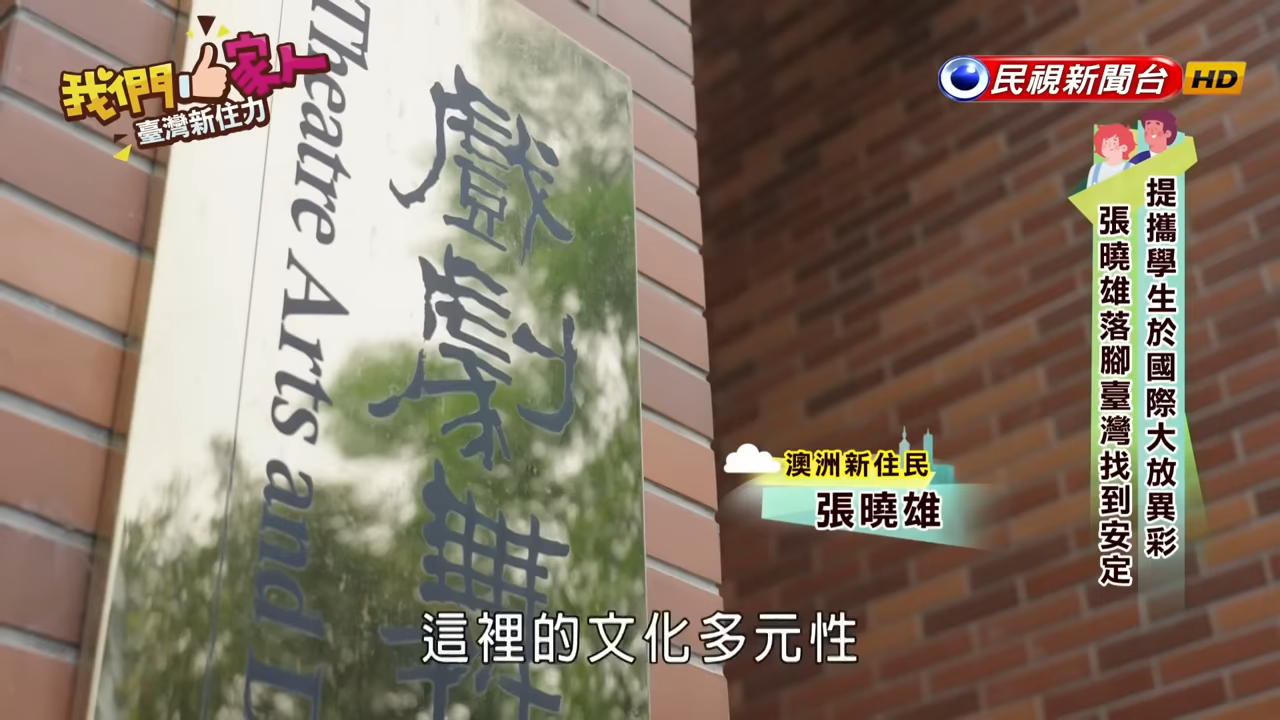 我們家人
臺灣新住力
民視新聞台 HD
提攜學生於國際大放異彩
張曉雄落腳臺灣找到安定
Theatre Arts and
戲劇舞
澳洲新住民
張曉雄
這裡的文化多元性